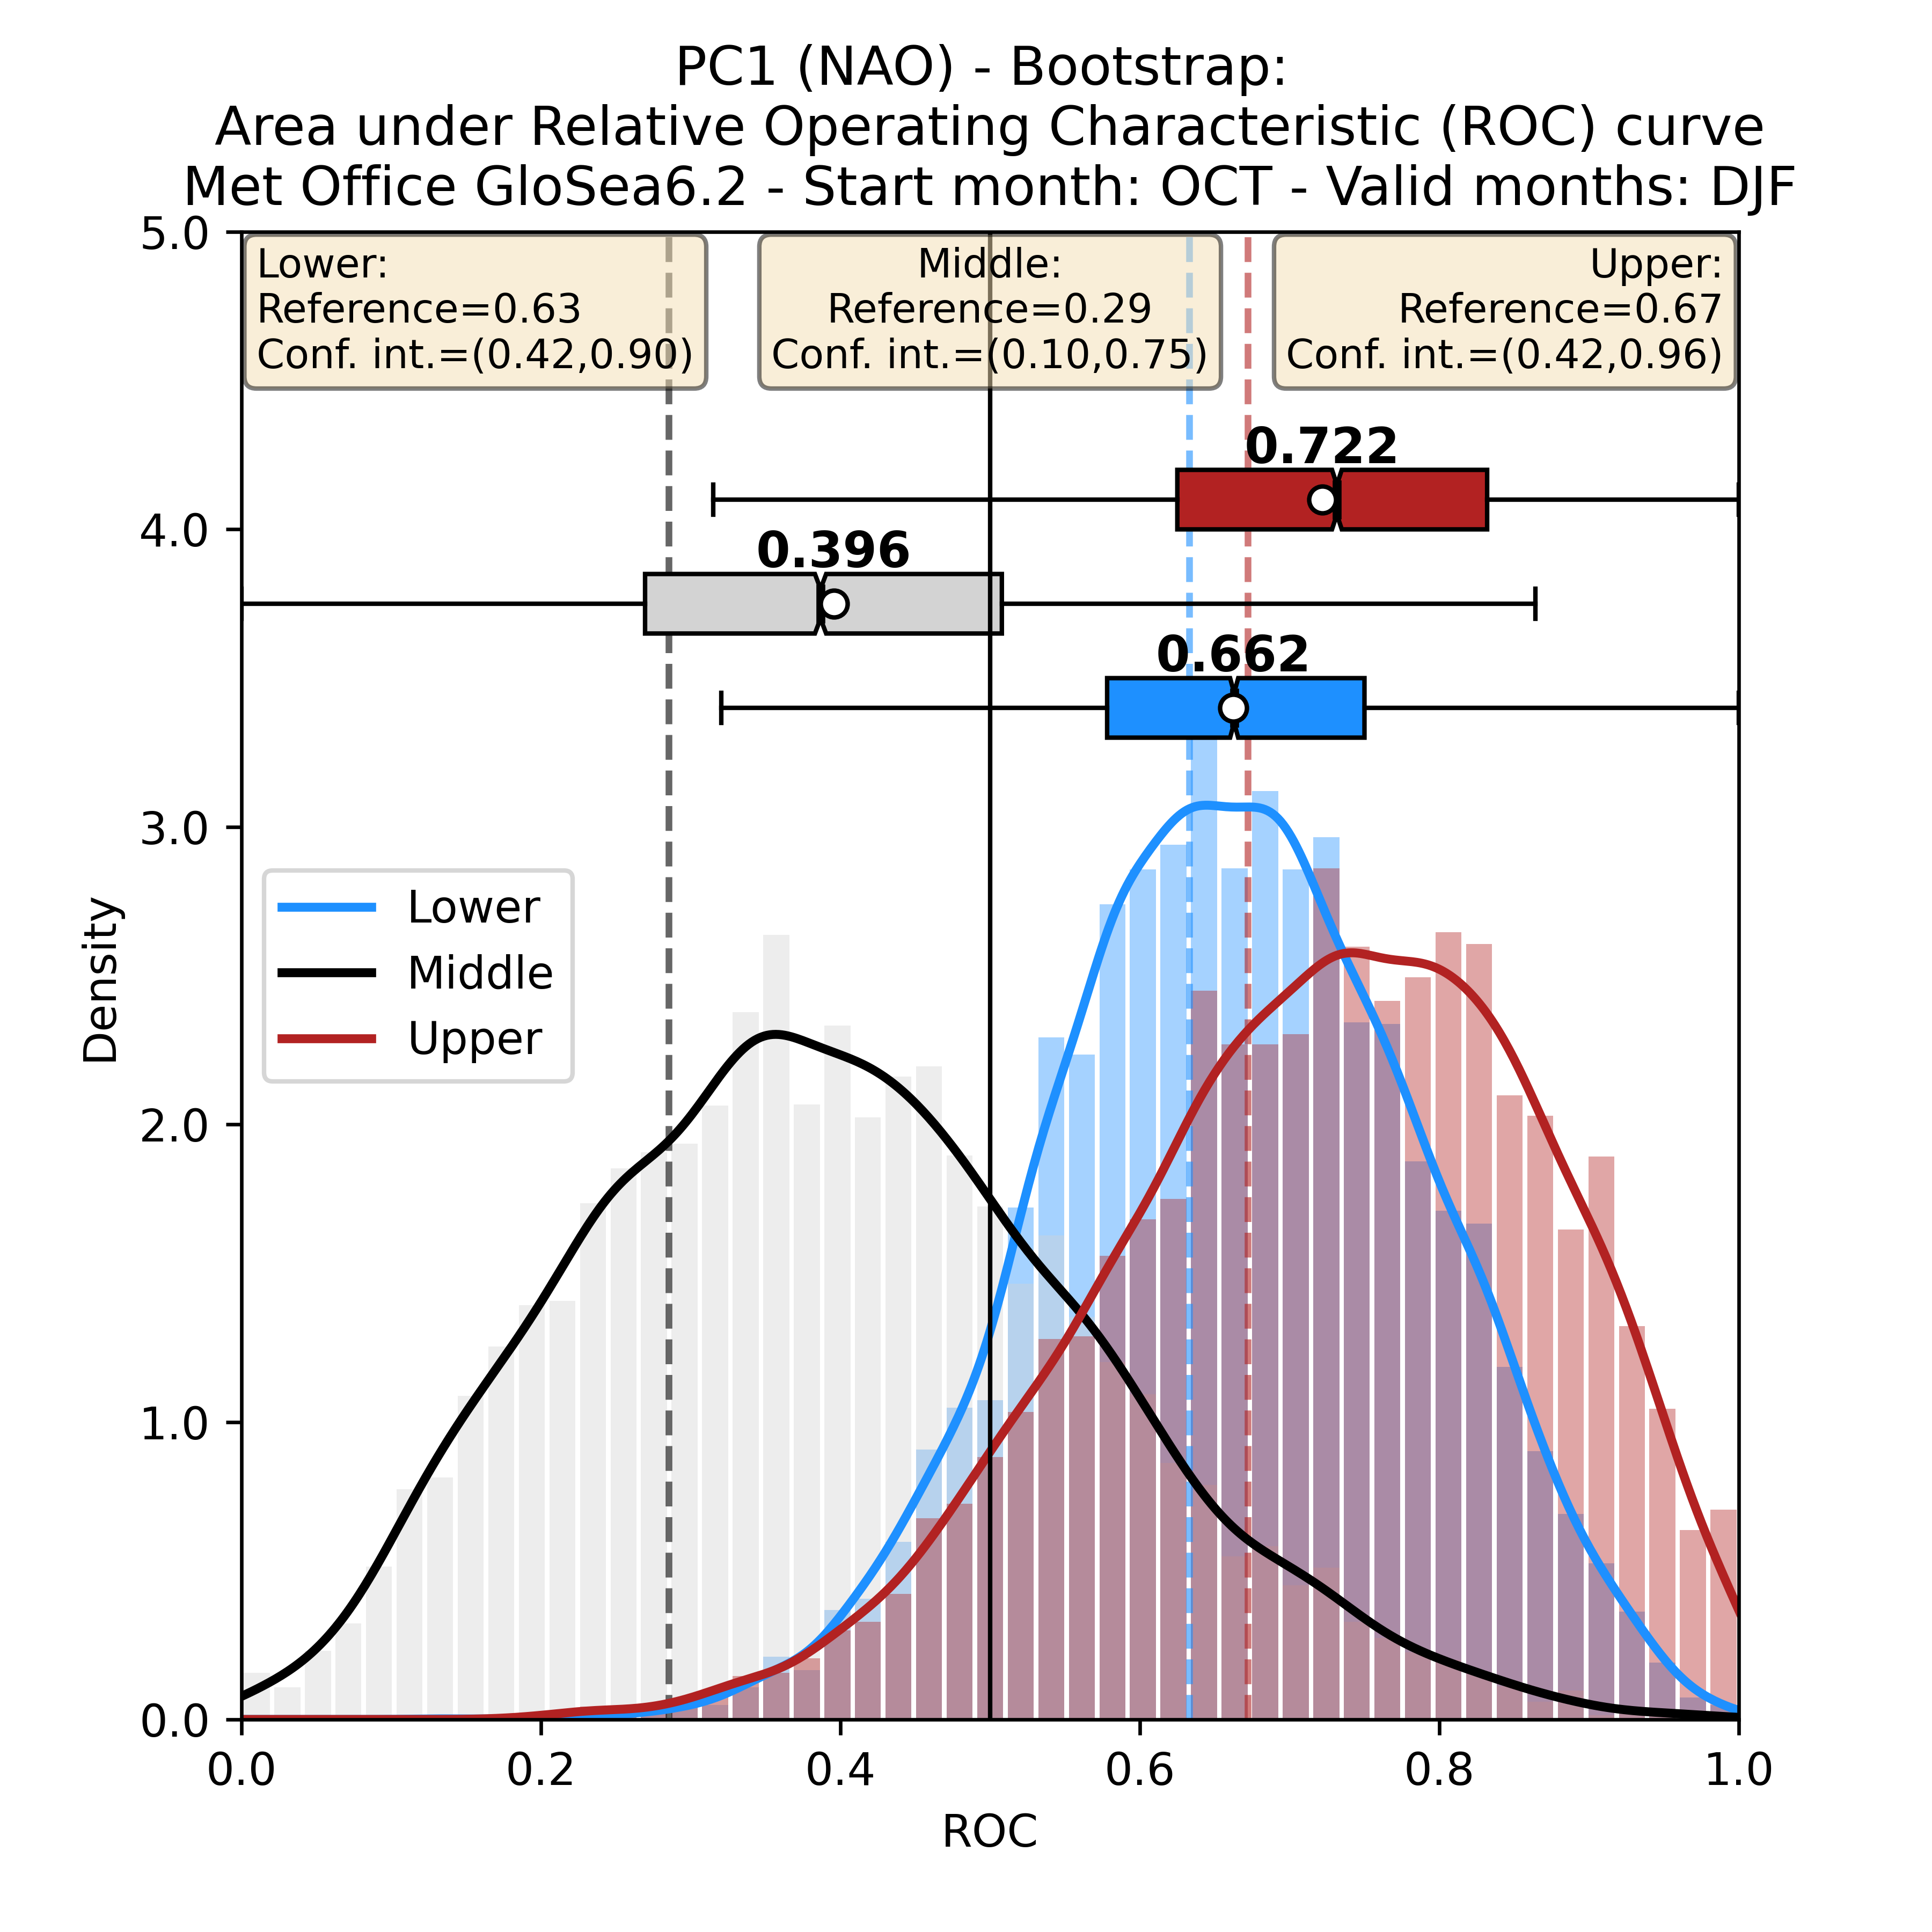 PC1 (NAO) - Bootstrap:
Area under Relative Operating Characteristic (ROC) curve
Met Office GloSea6.2 - Start month: OCT - Valid months: DJF
Lower:
Reference=0.63
Conf. int.=(0.42,0.90)
Middle:
Reference=0.29
Conf. int.=(0.10,0.75)
Upper:
Reference=0.67
Conf. int.=(0.42,0.96)
0.722
0.396
0.662
Lower
Middle
Upper
Density
5.0
4.0
3.0
2.0
1.0
0.0
0.0 0.2 0.4 0.6 0.8 1.0
ROC